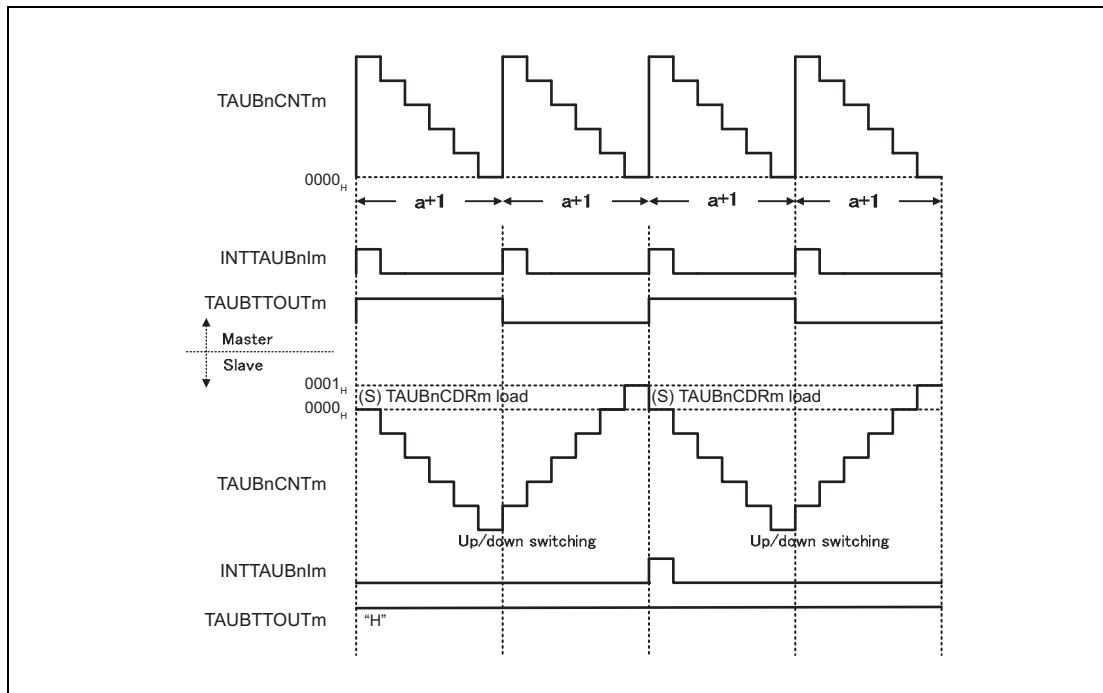 TAUBnCNTm
0000H
a+1 a+1 a+1 a+1
INTTAUBnIm
TAUBTTOUTm
Master
Slave
0001H
(S) TAUBnCDRm load (S) TAUBnCDRm load
0000H
TAUBnCNTm
Up/down switching Up/down switching
INTTAUBnIm
TAUBTTOUTm "H"